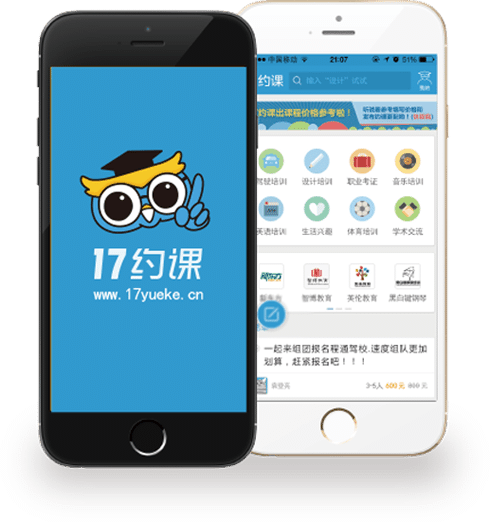 17约课
www.17yueke.cn
中国移动
21:07
51%
约课
输入“设计”试试
约课出课程价格参考啦！
驾驶培训
设计培训
职业考证
音乐培训
英语培训
生活兴趣
体育培训
学术交流
新东方
智博教育
美伦教育
黑白键钢琴
一起来组团报名程通驾校.速度组队更加
划算，赶紧报名吧！！！
3-5人
600元
800元